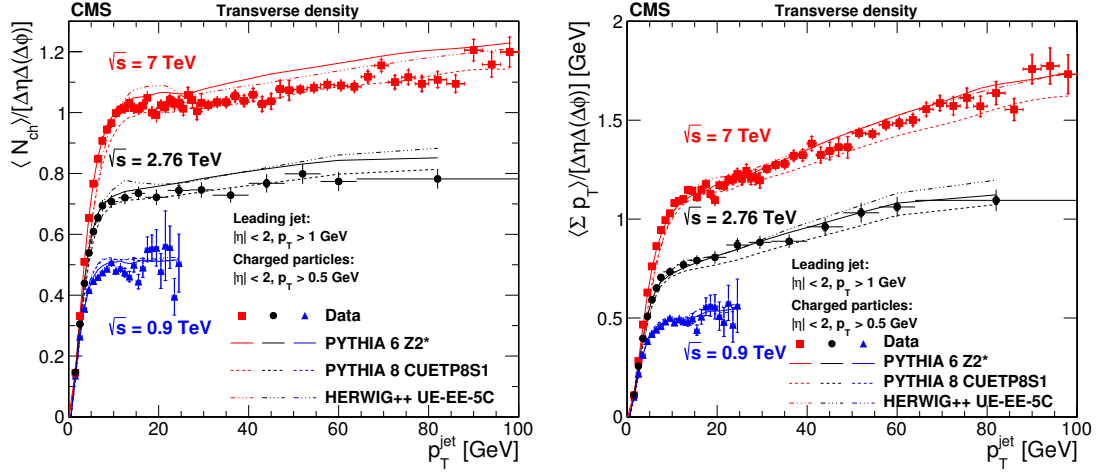 CMS Transverse density
⟨ N_ch ⟩/[ΔηΔ(Δϕ)]
1.2
1
0.8
0.6
0.4
0.2
0
√s = 7 TeV
√s = 2.76 TeV
Leading jet:
|η| < 2, p_T > 1 GeV
Charged particles:
|η| < 2, p_T > 0.5 GeV
√s = 0.9 TeV
Data
PYTHIA 6 Z2*
PYTHIA 8 CUETP8S1
HERWIG++ UE-EE-5C
0 20 40 60 80 100
p_T^jet [GeV]
CMS Transverse density
⟨Σ p_T⟩/[ΔηΔ(Δϕ)] [GeV]
2
1.5
1
0.5
0
√s = 7 TeV
√s = 2.76 TeV
Leading jet:
|η| < 2, p_T > 1 GeV
Charged particles:
|η| < 2, p_T > 0.5 GeV
√s = 0.9 TeV
Data
PYTHIA 6 Z2*
PYTHIA 8 CUETP8S1
HERWIG++ UE-EE-5C
0 20 40 60 80 100
p_T^jet [GeV]